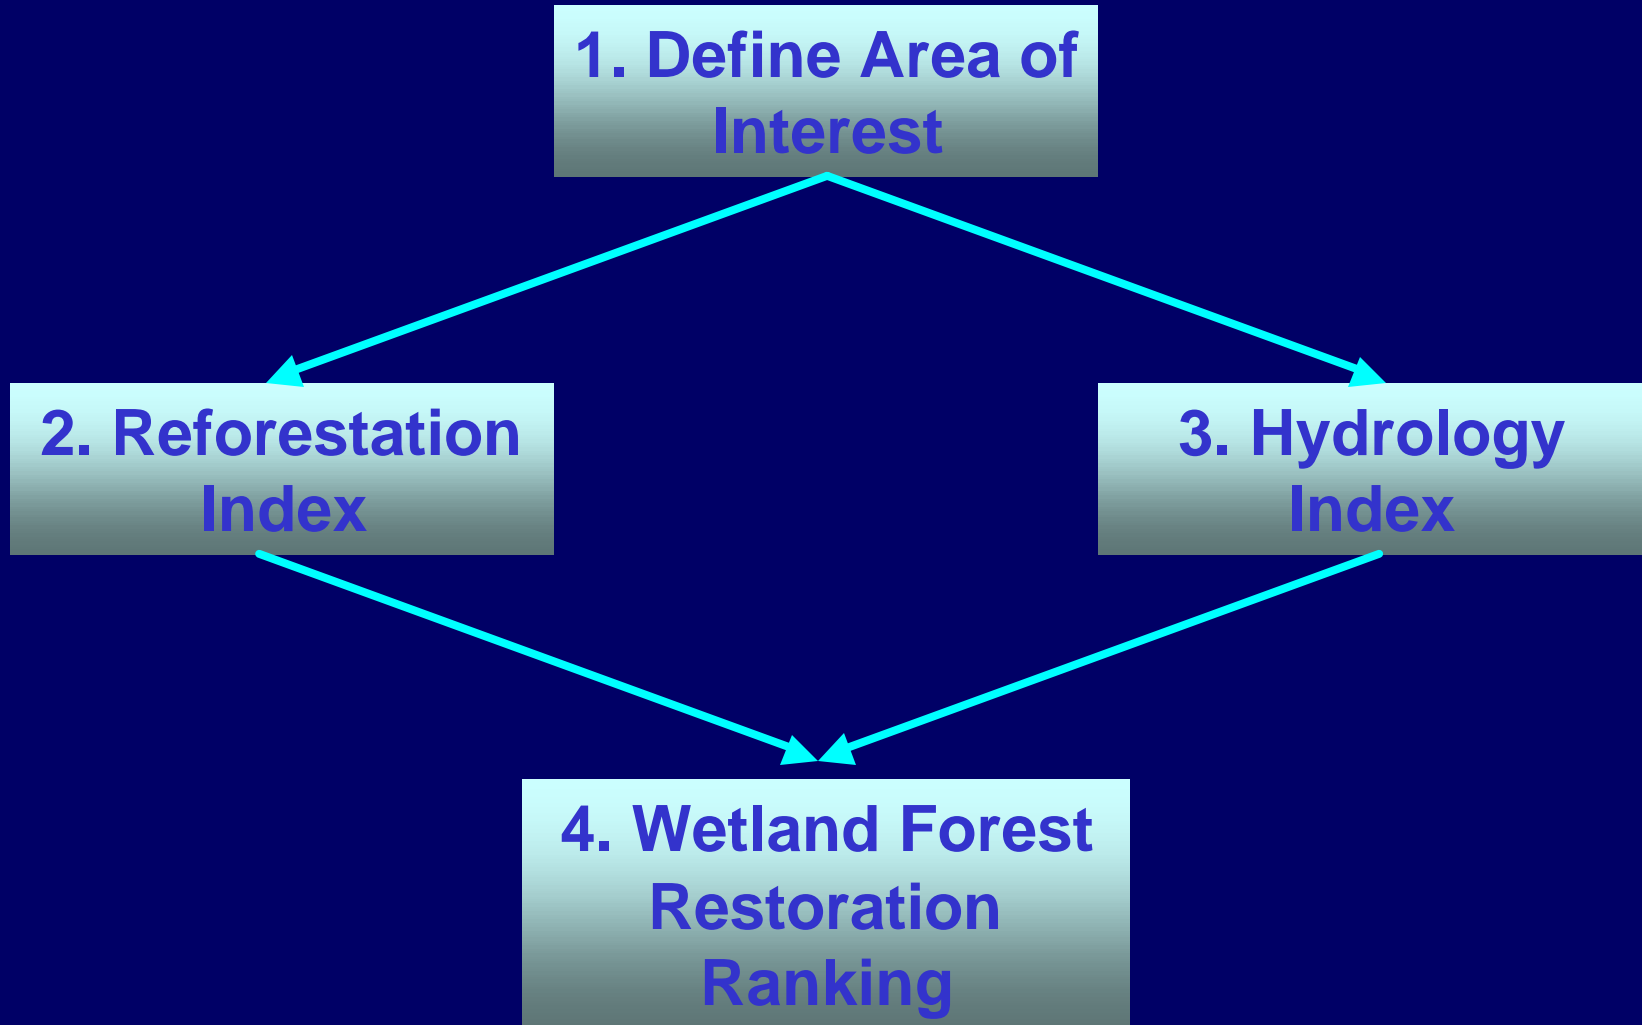 1. Define Area of
Interest
2. Reforestation
Index
3. Hydrology
Index
4. Wetland Forest
Restoration
Ranking